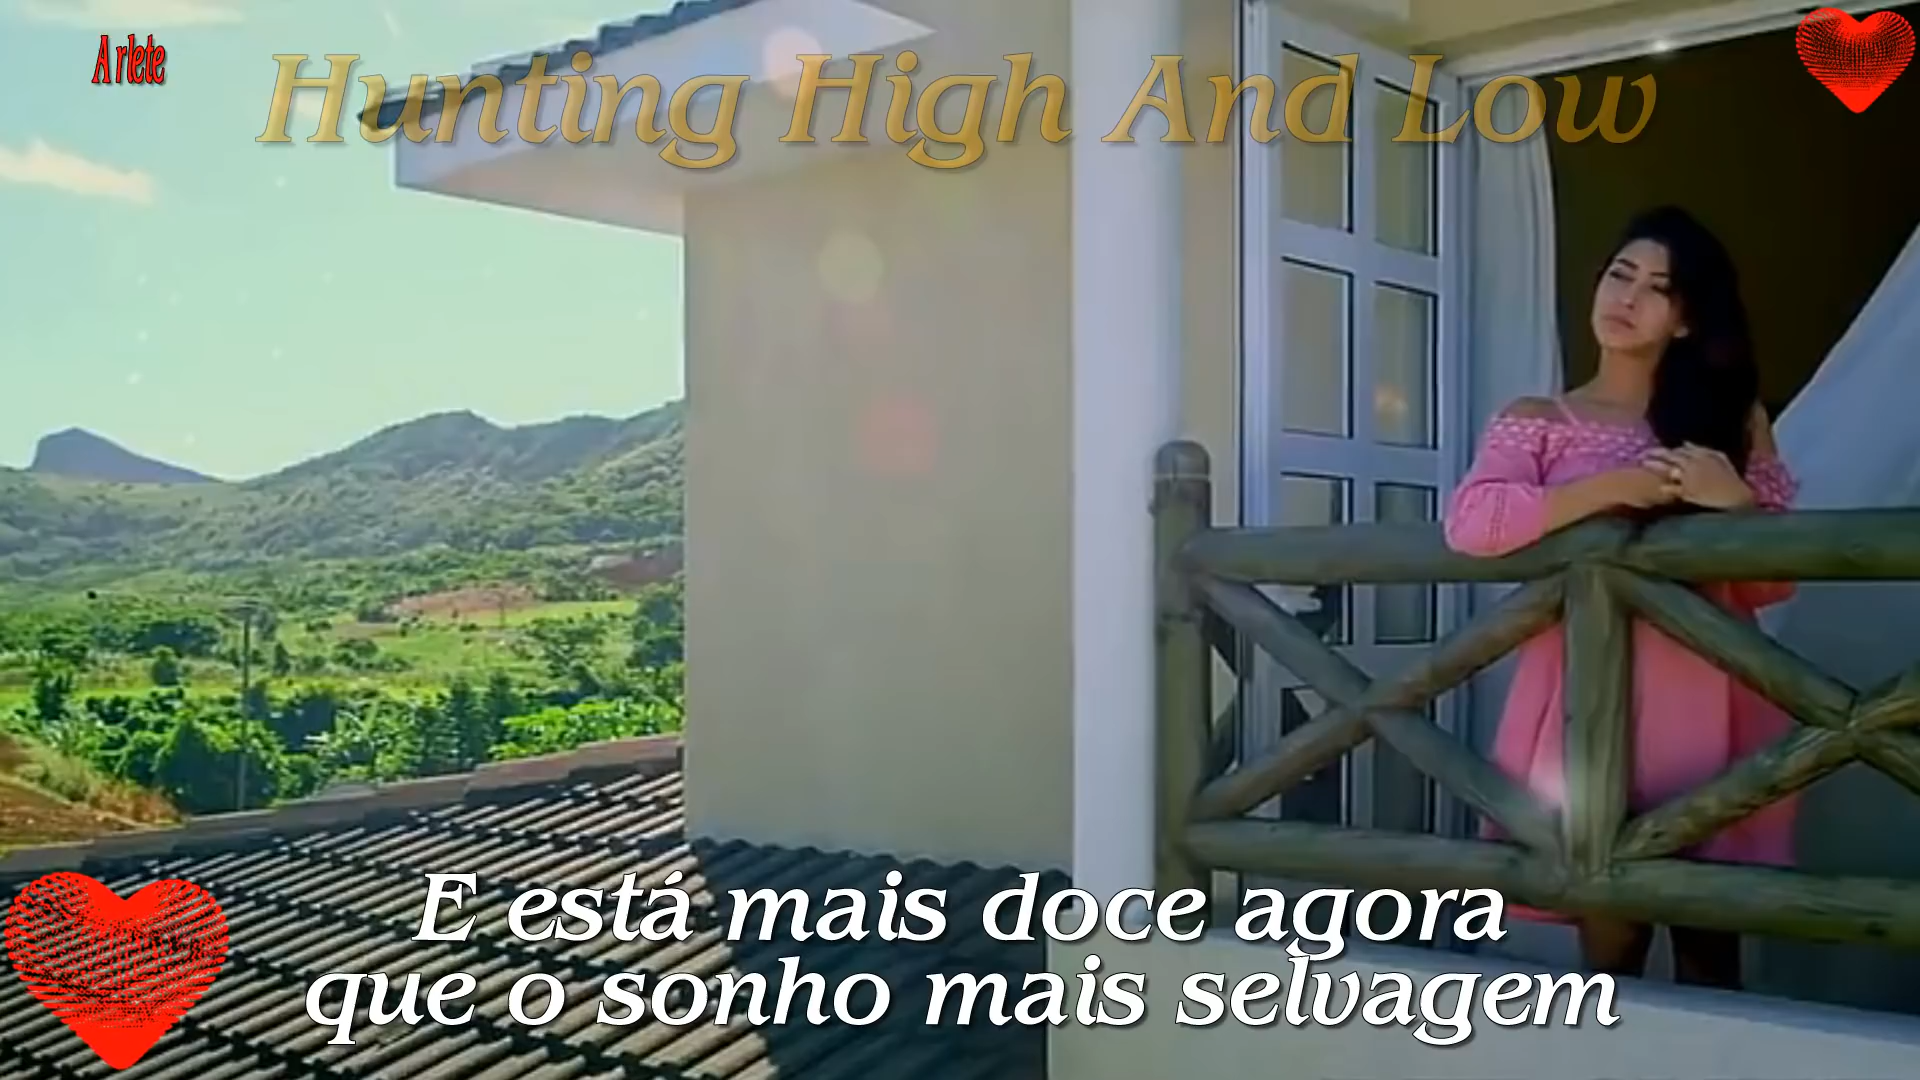 Arlete
Hunting High And Low
E está mais doce agora
que o sonho mais selvagem